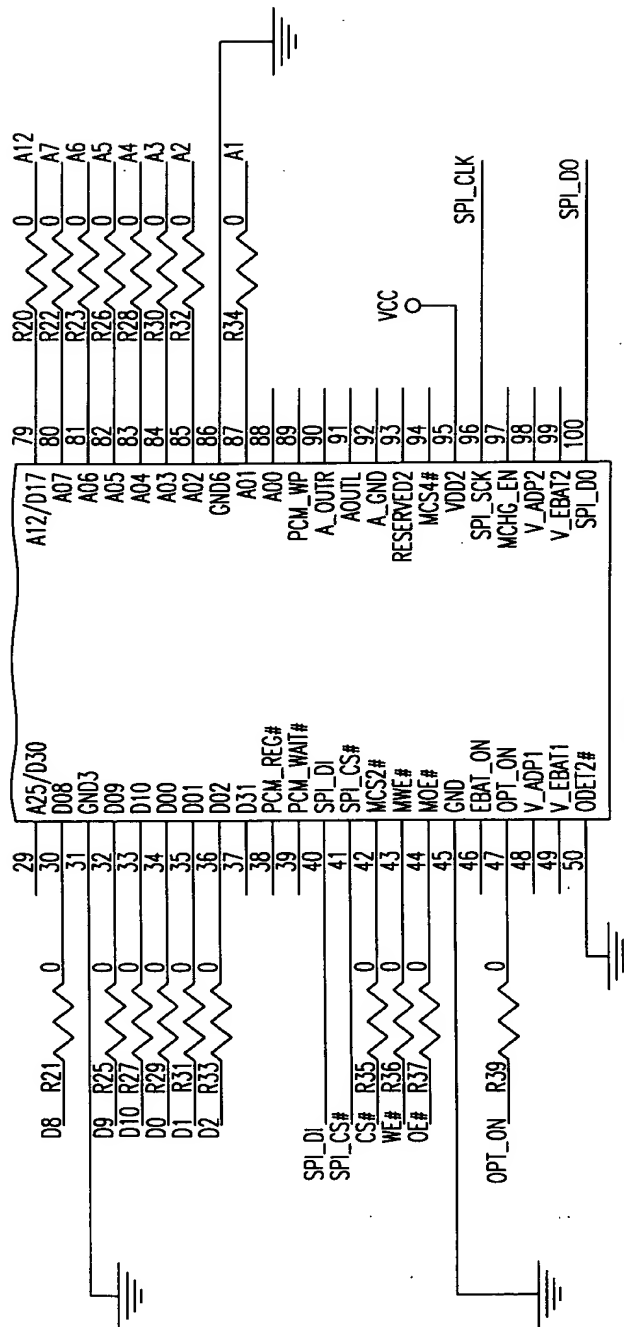 29 A25/D30 A12/D17 79 R20 0 A12
D8 R21 0 30 D08 A07 80 R22 0 A7
31 GND3 A06 81 R23 0 A6
D9 R25 0 32 D09 A05 82 R26 0 A5
D10 R27 0 33 D10 A04 83 R28 0 A4
D0 R29 0 34 D00 A03 84 R30 0 A3
D1 R31 0 35 D01 A02 85 R32 0 A2
D2 R33 0 36 D02 GND6 86
37 D31 A01 87 R34 0 A1
38 PCM_REG# A00 88
39 PCM_WAIT# PCM_WP 89
SPI_DI 40 SPI_DI A_OUTR 90
SPI_CS# 41 SPI_CS# AOUTL 91
CS# R35 0 42 MCS2# A_GND 92
WE# R36 0 43 MWE# RESERVED2 93
OE# R37 0 44 MOE# MCS4# 94
45 GND VDD2 95 VCC
46 EBAT_ON SPI_SCK 96 SPI_CLK
OPT_ON R39 0 47 OPT_ON MCHG_EN 97
48 V_ADP1 V_ADP2 98
49 V_EBAT1 V_EBAT2 99
50 ODET2# SPI_DO 100 SPI_DO